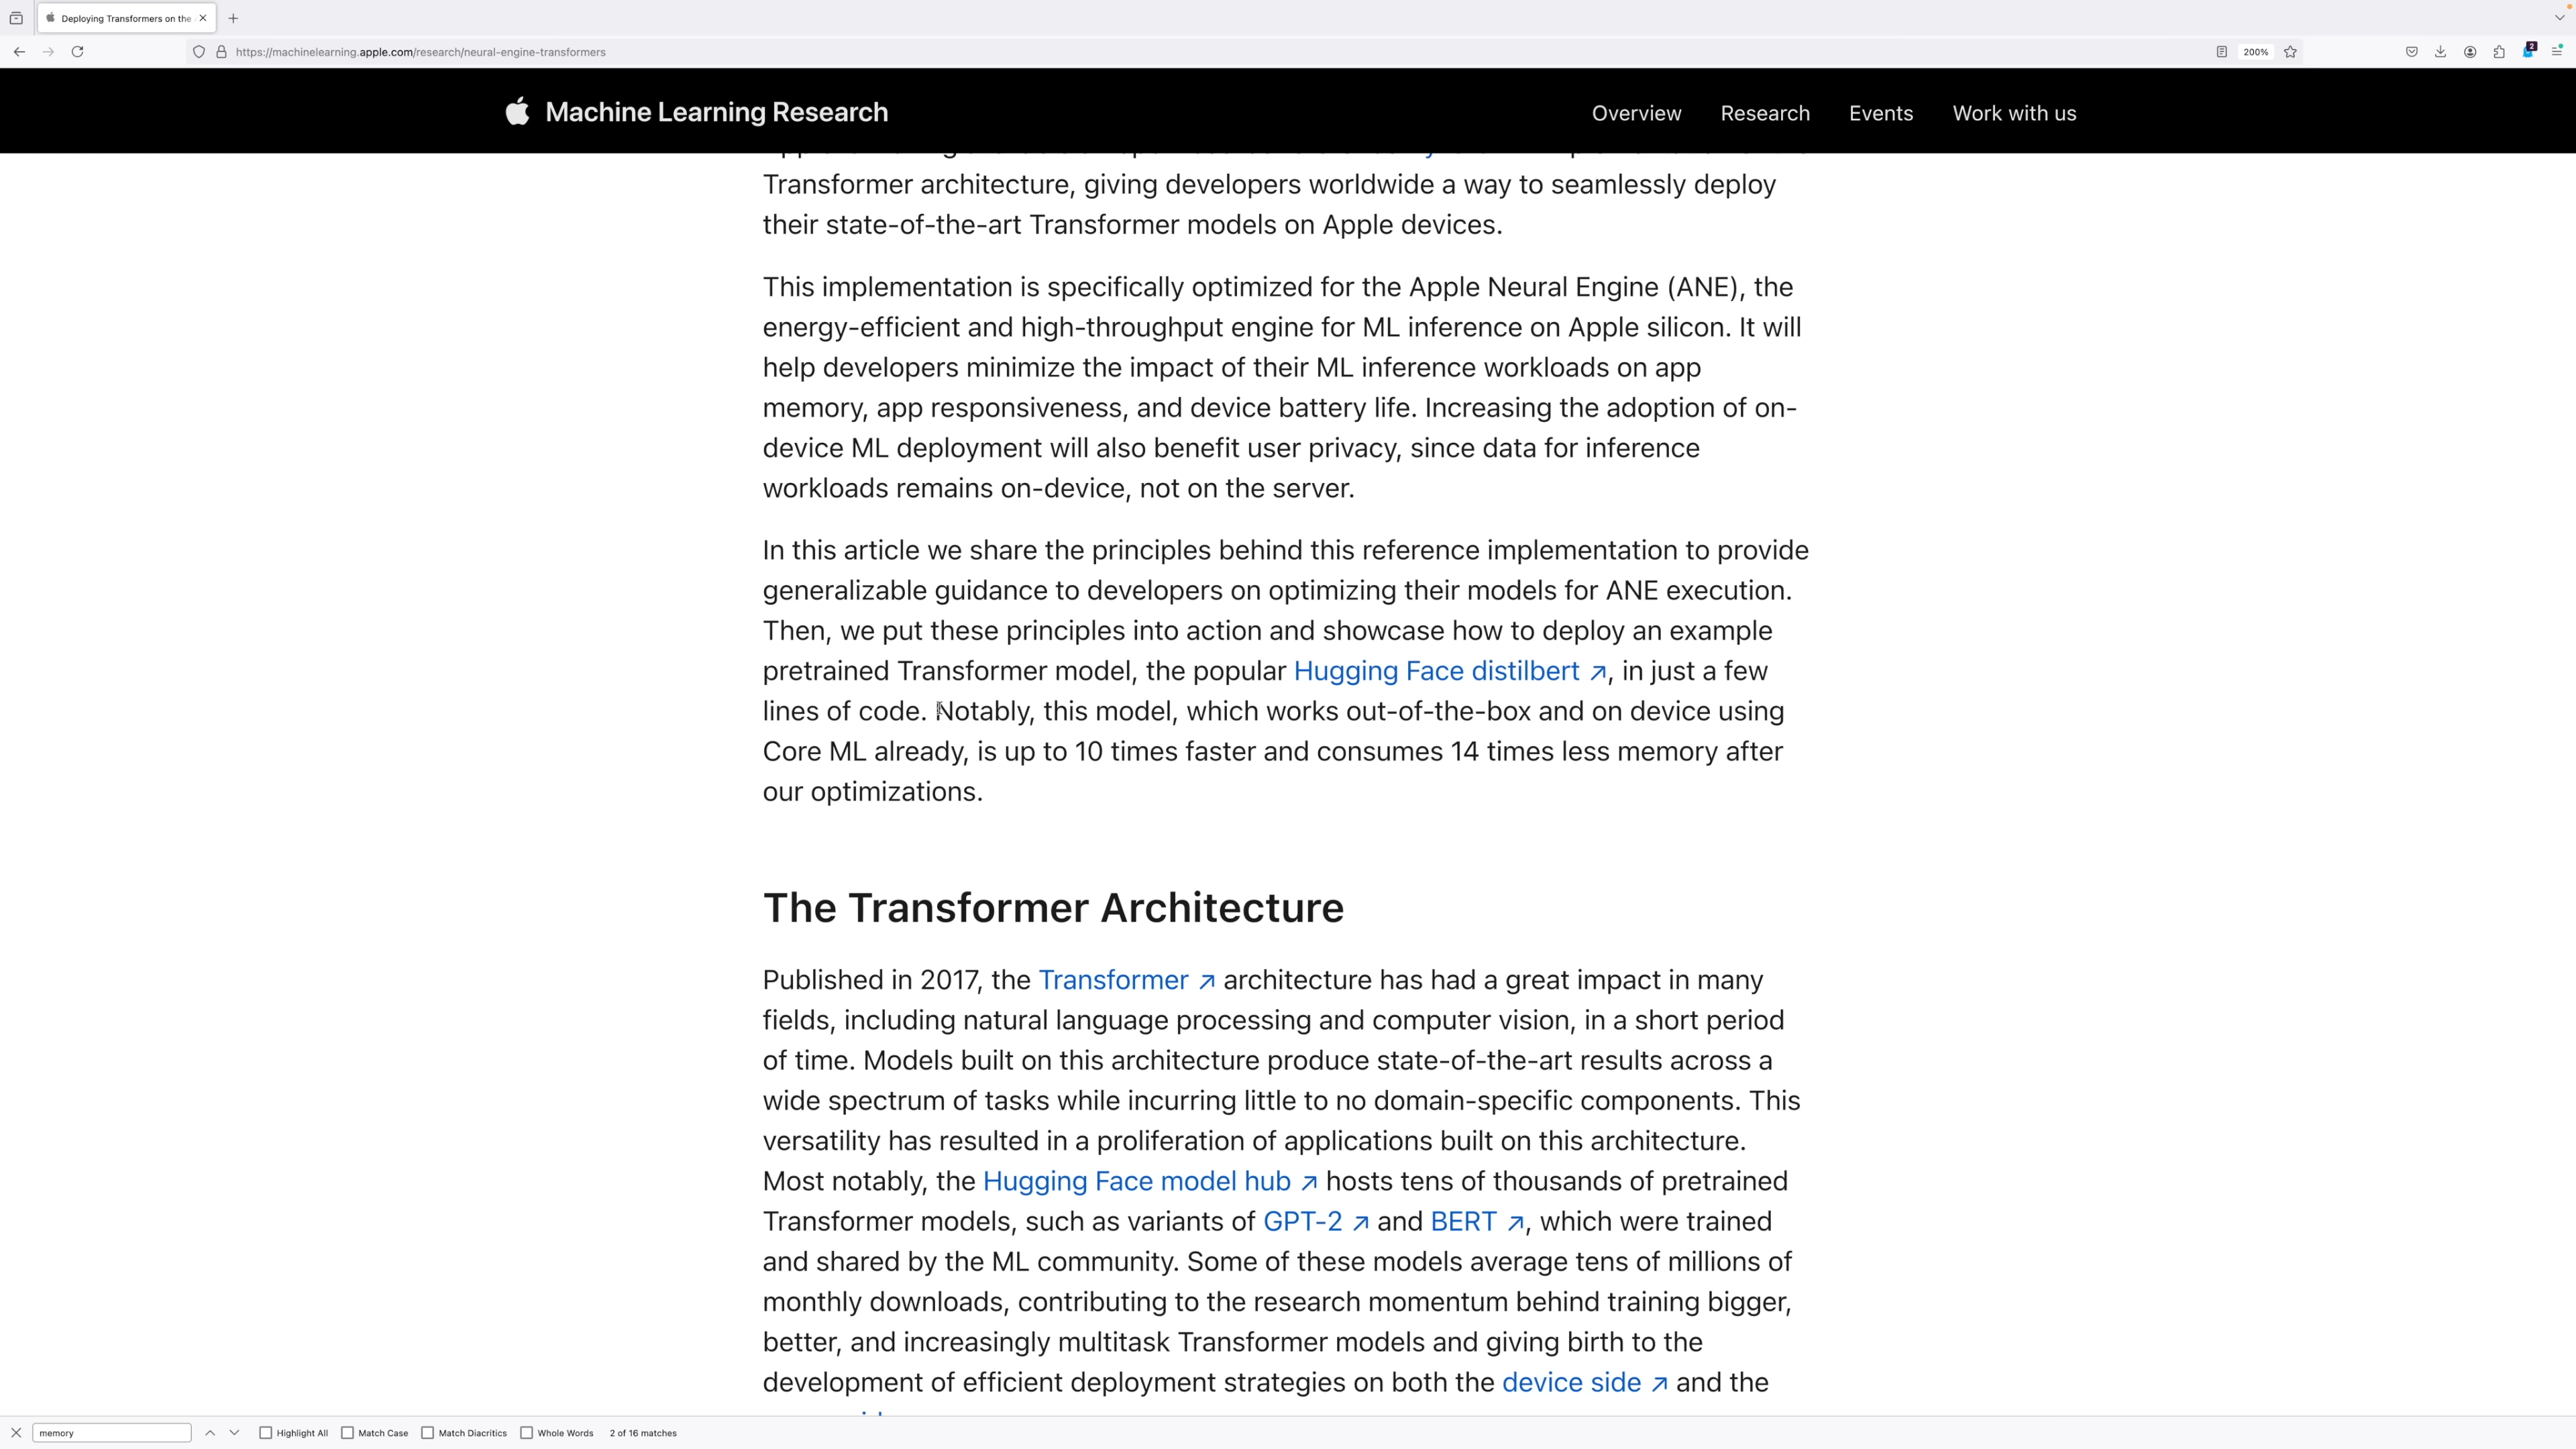 Deploying Transformers on the
https://machinelearning.apple.com/research/neural-engine-transformers
200%
2
Machine Learning Research
Overview
Research
Events
Work with us
Transformer architecture, giving developers worldwide a way to seamlessly deploy
their state-of-the-art Transformer models on Apple devices.
This implementation is specifically optimized for the Apple Neural Engine (ANE), the
energy-efficient and high-throughput engine for ML inference on Apple silicon. It will
help developers minimize the impact of their ML inference workloads on app
memory, app responsiveness, and device battery life. Increasing the adoption of on-
device ML deployment will also benefit user privacy, since data for inference
workloads remains on-device, not on the server.
In this article we share the principles behind this reference implementation to provide
generalizable guidance to developers on optimizing their models for ANE execution.
Then, we put these principles into action and showcase how to deploy an example
pretrained Transformer model, the popular Hugging Face distilbert ↗, in just a few
lines of code. Notably, this model, which works out-of-the-box and on device using
Core ML already, is up to 10 times faster and consumes 14 times less memory after
our optimizations.
The Transformer Architecture
Published in 2017, the Transformer ↗ architecture has had a great impact in many
fields, including natural language processing and computer vision, in a short period
of time. Models built on this architecture produce state-of-the-art results across a
wide spectrum of tasks while incurring little to no domain-specific components. This
versatility has resulted in a proliferation of applications built on this architecture.
Most notably, the Hugging Face model hub ↗ hosts tens of thousands of pretrained
Transformer models, such as variants of GPT-2 ↗ and BERT ↗, which were trained
and shared by the ML community. Some of these models average tens of millions of
monthly downloads, contributing to the research momentum behind training bigger,
better, and increasingly multitask Transformer models and giving birth to the
development of efficient deployment strategies on both the device side ↗ and the
memory
Highlight All
Match Case
Match Diacritics
Whole Words
2 of 16 matches